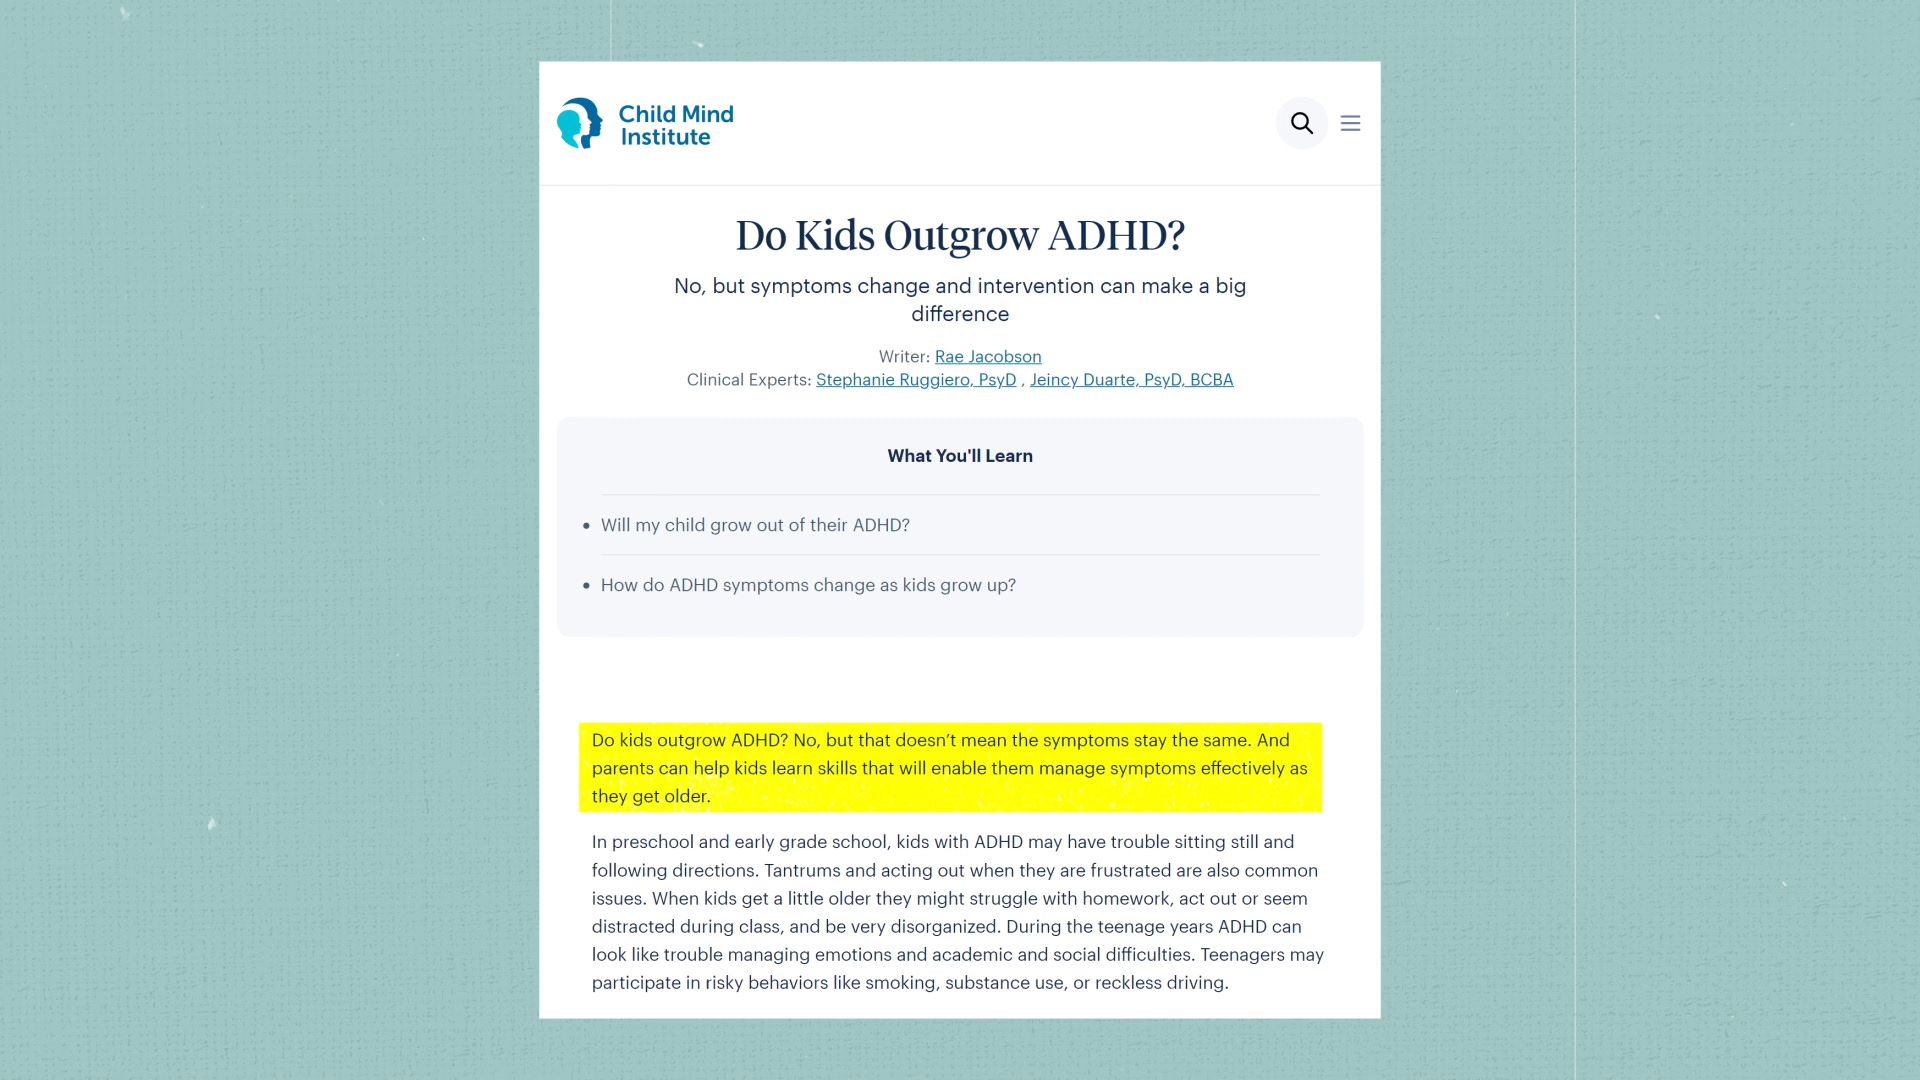 Child Mind
Institute
Do Kids Outgrow ADHD?
No, but symptoms change and intervention can make a big
difference
Writer: Rae Jacobson
Clinical Experts: Stephanie Ruggiero, PsyD , Jeincy Duarte, PsyD, BCBA
What You'll Learn
• Will my child grow out of their ADHD?
• How do ADHD symptoms change as kids grow up?
Do kids outgrow ADHD? No, but that doesn’t mean the symptoms stay the same. And
parents can help kids learn skills that will enable them manage symptoms effectively as
they get older.
In preschool and early grade school, kids with ADHD may have trouble sitting still and
following directions. Tantrums and acting out when they are frustrated are also common
issues. When kids get a little older they might struggle with homework, act out or seem
distracted during class, and be very disorganized. During the teenage years ADHD can
look like trouble managing emotions and academic and social difficulties. Teenagers may
participate in risky behaviors like smoking, substance use, or reckless driving.